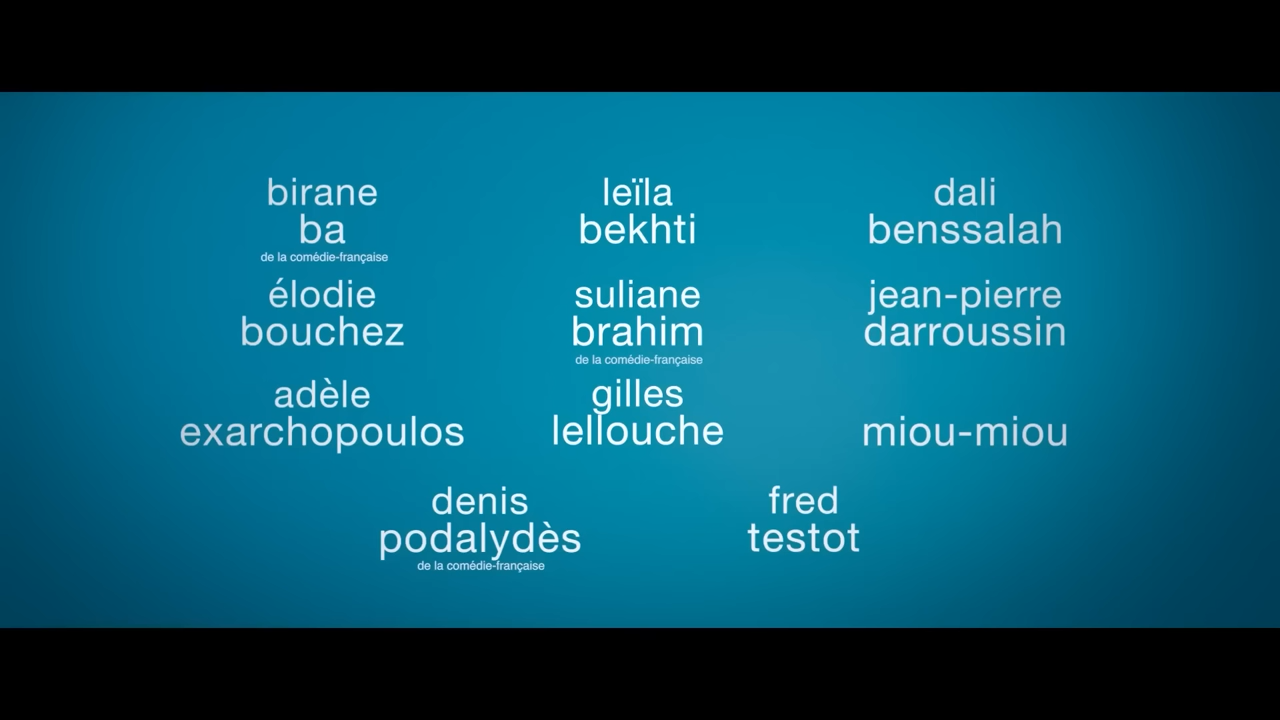 birane
ba
de la comédie-française
leïla
bekhti
dali
benssalah
élodie
bouchez
suliane
brahim
de la comédie-française
jean-pierre
darroussin
adèle
exarchopoulos
gilles
lellouche
miou-miou
denis
podalydès
de la comédie-française
fred
testot